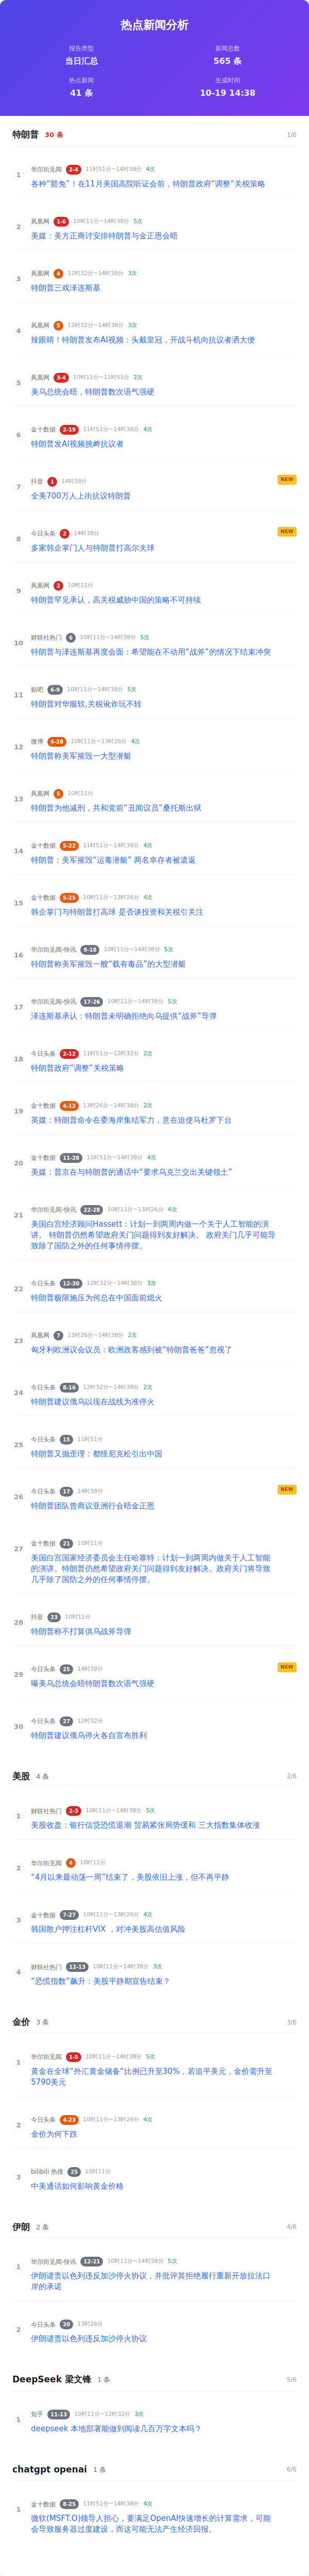 热点新闻分析
报告类型
当日汇总
新闻总数
565 条
热点新闻
41 条
生成时间
10-19 14:38
特朗普 30 条 1/6
1 华尔街见闻 2-4 11时51分~14时38分 4次
各种“豁免”！在11月美国高院听证会前，特朗普政府“调整”关税策略
2 凤凰网 1-6 10时11分~14时38分 5次
美媒：美方正商讨安排特朗普与金正恩会晤
3 凤凰网 4 12时32分~14时38分 3次
特朗普三戏泽连斯基
4 凤凰网 5 12时32分~14时38分 3次
辣眼睛！特朗普发布AI视频：头戴皇冠，开战斗机向抗议者洒大便
5 凤凰网 3-4 10时11分~11时51分 2次
美乌总统会晤，特朗普数次语气强硬
6 金十数据 2-19 11时51分~14时38分 4次
特朗普发AI视频挑衅抗议者
7 抖音 1 14时38分 NEW
全美700万人上街抗议特朗普
8 今日头条 2 14时38分 NEW
多家韩企掌门人与特朗普打高尔夫球
9 凤凰网 2 10时11分
特朗普罕见承认，高关税威胁中国的策略不可持续
10 财联社热门 6 10时11分~14时38分 5次
特朗普与泽连斯基再度会面：希望能在不动用“战斧”的情况下结束冲突
11 贴吧 6-9 10时11分~14时38分 5次
特朗普对华服软,关税讹诈玩不转
12 微博 4-28 10时11分~13时26分 4次
特朗普称美军摧毁一大型潜艇
13 凤凰网 5 10时11分
特朗普为他减刑，共和党前“丑闻议员”桑托斯出狱
14 金十数据 5-22 11时51分~14时38分 4次
特朗普：美军摧毁“运毒潜艇” 两名幸存者被遣返
15 金十数据 5-25 10时11分~13时26分 4次
韩企掌门与特朗普打高球 是否谈投资和关税引关注
16 华尔街见闻-快讯 9-18 10时11分~14时38分 5次
特朗普称美军摧毁一艘“载有毒品”的大型潜艇
17 华尔街见闻-快讯 17-26 10时11分~14时38分 5次
泽连斯基承认：特朗普未明确拒绝向乌提供“战斧”导弹
18 今日头条 2-12 11时51分~12时32分 2次
特朗普政府“调整”关税策略
19 金十数据 4-12 13时26分~14时38分 2次
英媒：特朗普命令在委海岸集结军力，意在迫使马杜罗下台
20 金十数据 11-28 11时51分~14时38分 4次
美媒：普京在与特朗普的通话中“要求乌克兰交出关键领土”
21 华尔街见闻-快讯 22-28 10时11分~13时26分 4次
美国白宫经济顾问Hassett：计划一到两周内做一个关于人工智能的演
讲。 特朗普仍然希望政府关门问题得到友好解决。 政府关门几乎可能导
致除了国防之外的任何事情停摆。
22 今日头条 12-30 12时32分~14时38分 3次
特朗普极限施压为何总在中国面前熄火
23 凤凰网 7 13时26分~14时38分 2次
匈牙利欧洲议会议员：欧洲政客感到被“特朗普爸爸”忽视了
24 今日头条 8-16 12时32分~14时38分 2次
特朗普建议俄乌以现在战线为准停火
25 今日头条 15 11时51分
特朗普又抛歪理：都怪尼克松引出中国
26 今日头条 17 14时38分 NEW
特朗普团队曾商议亚洲行会晤金正恩
27 金十数据 21 10时11分
美国白宫国家经济委员会主任哈塞特：计划一到两周内做关于人工智能
的演讲。特朗普仍然希望政府关门问题得到友好解决。政府关门将导致
几乎除了国防之外的任何事情停摆。
28 抖音 23 10时11分
特朗普称不打算供乌战斧导弹
29 今日头条 25 14时38分 NEW
曝美乌总统会晤特朗普数次语气强硬
30 今日头条 27 12时32分
特朗普建议俄乌停火各自宣布胜利
美股 4 条 2/6
1 财联社热门 2-3 10时11分~14时38分 5次
美股收盘：银行信贷恐慌退潮 贸易紧张局势缓和 三大指数集体收涨
2 华尔街见闻 4 10时11分
“4月以来最动荡一周”结束了，美股依旧上涨，但不再平静
3 金十数据 7-27 10时11分~13时26分 4次
韩国散户押注杠杆VIX ，对冲美股高估值风险
4 财联社热门 12-13 10时11分~14时38分 3次
“恐慌指数”飙升：美股平静期宣告结束？
金价 3 条 3/6
1 华尔街见闻 1-5 10时11分~14时38分 5次
黄金在全球“外汇黄金储备”比例已升至30%，若追平美元，金价需升至
5790美元
2 今日头条 4-23 10时11分~13时26分 4次
金价为何下跌
3 bilibili 热搜 25 10时11分
中美通话如何影响黄金价格
伊朗 2 条 4/6
1 华尔街见闻-快讯 12-21 10时11分~14时38分 5次
伊朗谴责以色列违反加沙停火协议，并批评其拒绝履行重新开放拉法口
岸的承诺
2 今日头条 20 13时26分
伊朗谴责以色列违反加沙停火协议
DeepSeek 梁文锋 1 条 5/6
1 知乎 11-13 10时11分~12时32分 3次
deepseek 本地部署能做到阅读几百万字文本吗？
chatgpt openai 1 条 6/6
1 金十数据 8-25 11时51分~14时38分 4次
微软(MSFT.O)领导人担心，要满足OpenAI快速增长的计算需求，可能
会导致服务器过度建设，而这可能无法产生经济回报。